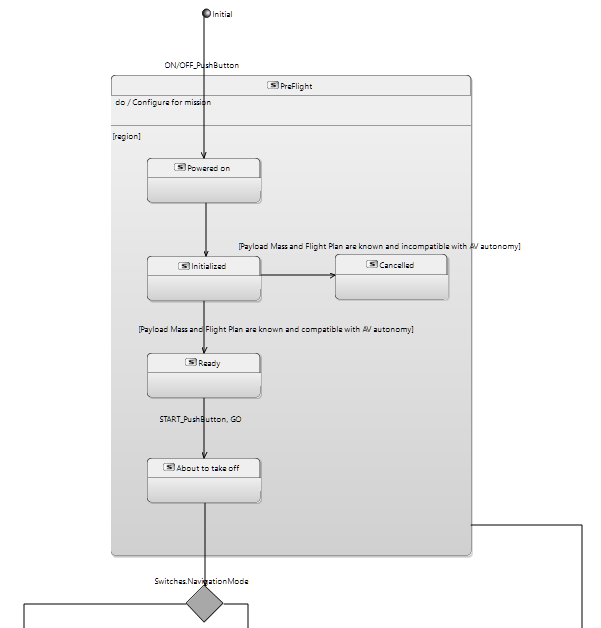 Initial
ON/OFF_PushButton
PreFlight
do / Configure for mission
[region]
Powered on
[Payload Mass and Flight Plan are known and incompatible with AV autonomy]
Initialized
Cancelled
[Payload Mass and Flight Plan are known and compatible with AV autonomy]
Ready
START_PushButton, GO
About to take off
Switches.NavigationMode